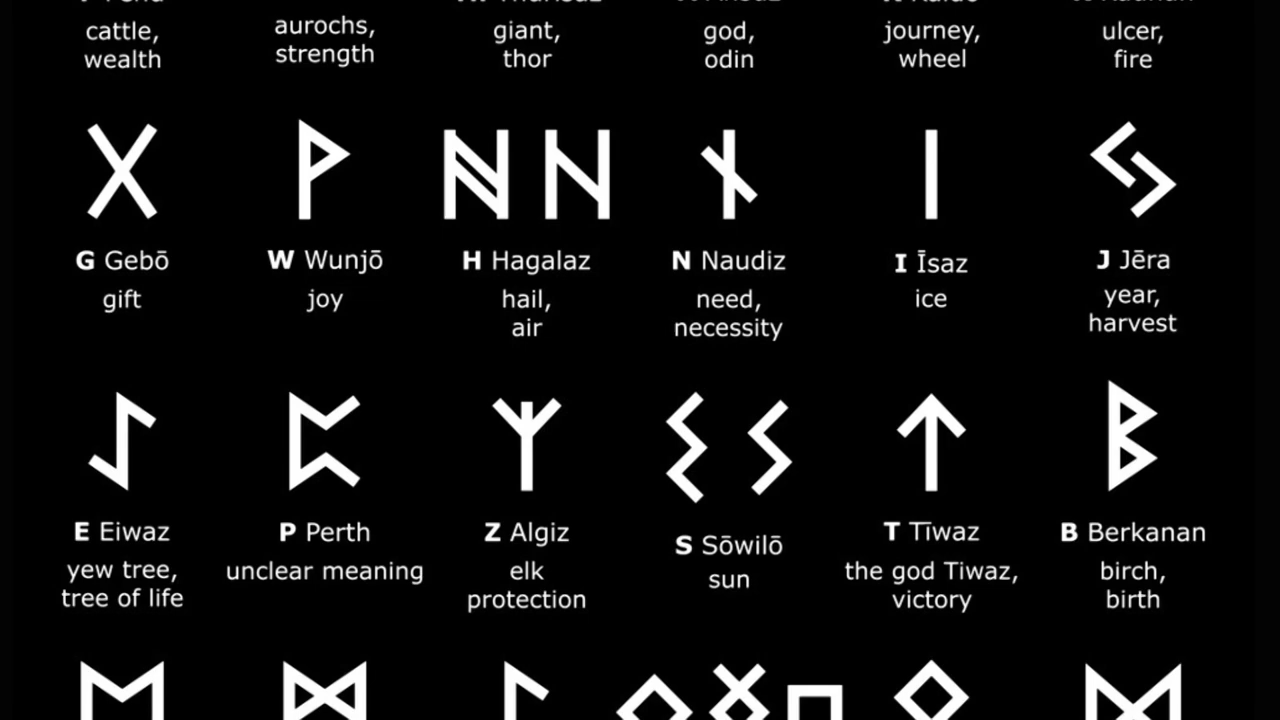 cattle, aurochs, giant, god, journey, ulcer,
wealth strength thor odin wheel fire
ᚷ ᚹ ᚻ ᚺ ᚾ ᛁ ᛃ
G Gebō W Wunjō H Hagalaz N Naudiz I Īsaz J Jēra
gift joy hail, need, ice year,
air necessity harvest
ᛇ ᛈ ᛉ ᛊ ᛋ ᛏ ᛒ
E Eiwaz P Perth Z Algiz S Sōwilō T Tīwaz B Berkanan
yew tree, unclear meaning elk sun the god Tiwaz, birch,
tree of life protection victory birth